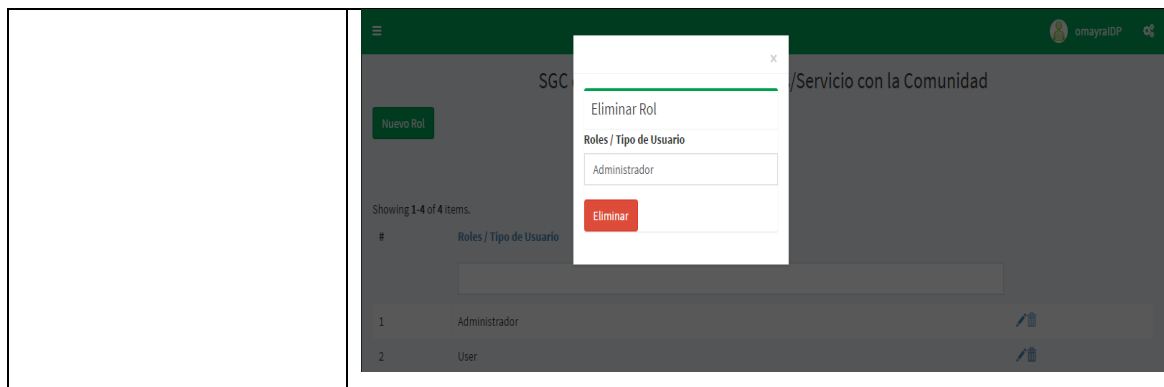 omayraIDP
x
SGC
/Servicio con la Comunidad
Eliminar Rol
Nuevo Rol
Roles / Tipo de Usuario
Administrador
Eliminar
Showing 1-4 of 4 items.
# Roles / Tipo de Usuario
1 Administrador
2 User